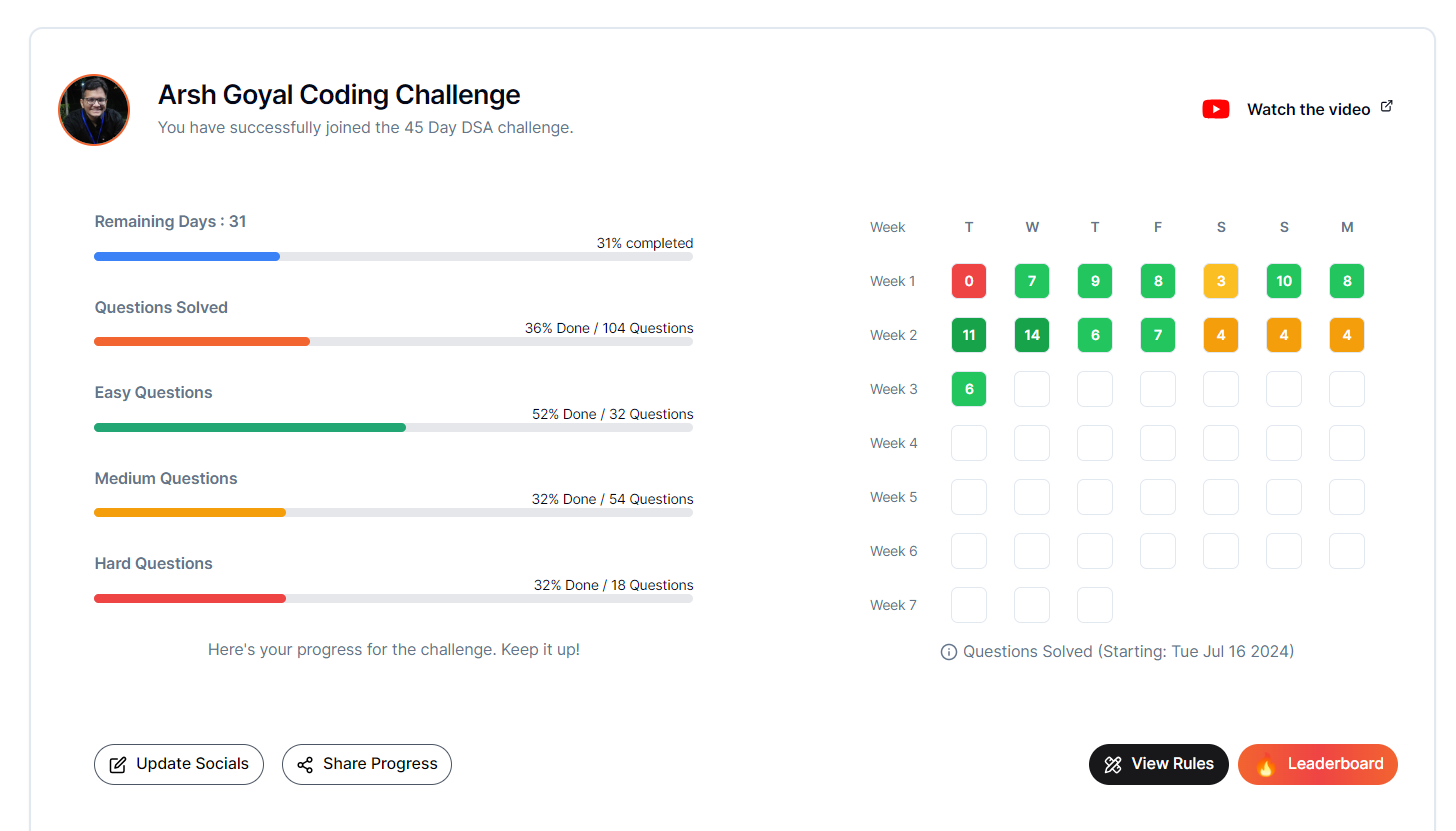 Arsh Goyal Coding Challenge
You have successfully joined the 45 Day DSA challenge.
Watch the video
Remaining Days : 31
31% completed
Questions Solved
36% Done / 104 Questions
Easy Questions
52% Done / 32 Questions
Medium Questions
32% Done / 54 Questions
Hard Questions
32% Done / 18 Questions
Here's your progress for the challenge. Keep it up!
Week T W T F S S M
Week 1 0 7 9 8 3 10 8
Week 2 11 14 6 7 4 4 4
Week 3 6
Week 4
Week 5
Week 6
Week 7
Questions Solved (Starting: Tue Jul 16 2024)
Update Socials
Share Progress
View Rules
Leaderboard